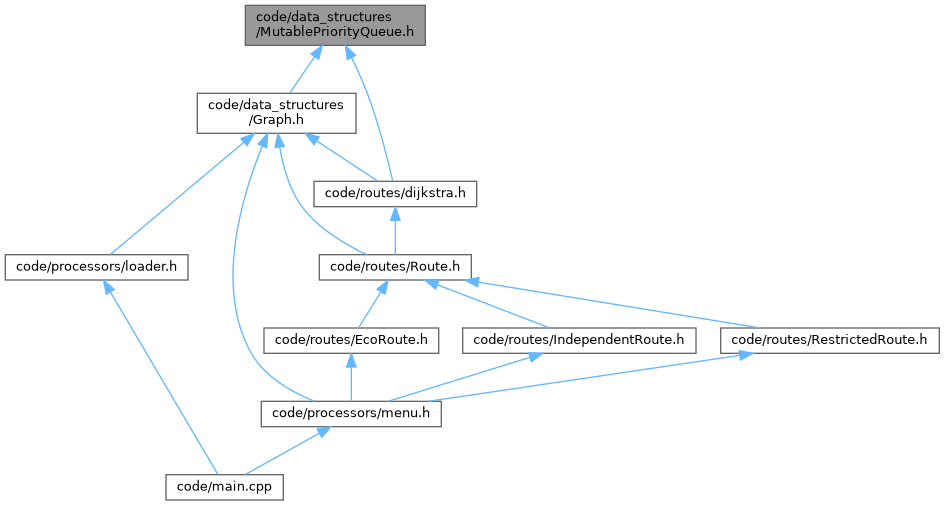 code/data_structures
/MutablePriorityQueue.h
code/data_structures
/Graph.h
code/routes/dijkstra.h
code/processors/loader.h
code/routes/Route.h
code/routes/EcoRoute.h
code/routes/IndependentRoute.h
code/routes/RestrictedRoute.h
code/processors/menu.h
code/main.cpp